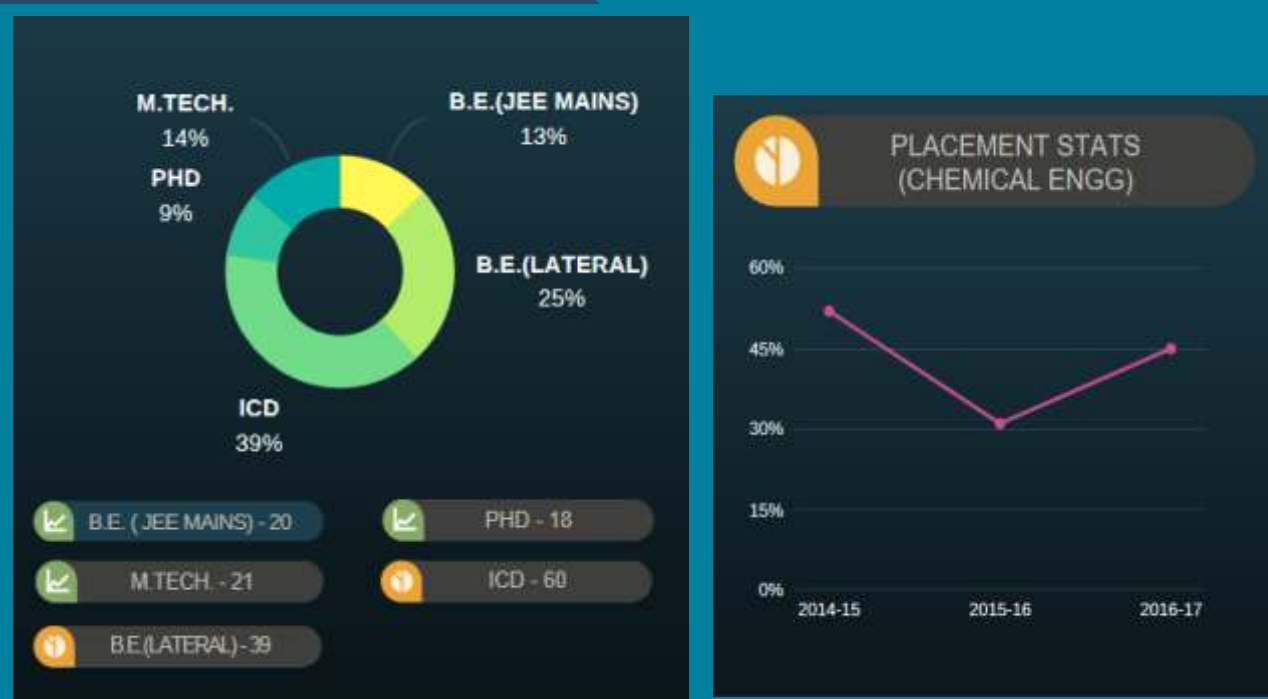 M.TECH.
14%
B.E.(JEE MAINS)
13%
PHD
9%
B.E.(LATERAL)
25%
ICD
39%
B.E. ( JEE MAINS) - 20
PHD - 18
M.TECH. - 21
ICD - 60
B.E.(LATERAL) - 39
PLACEMENT STATS
(CHEMICAL ENGG)
60%
45%
30%
15%
0%
2014-15
2015-16
2016-17